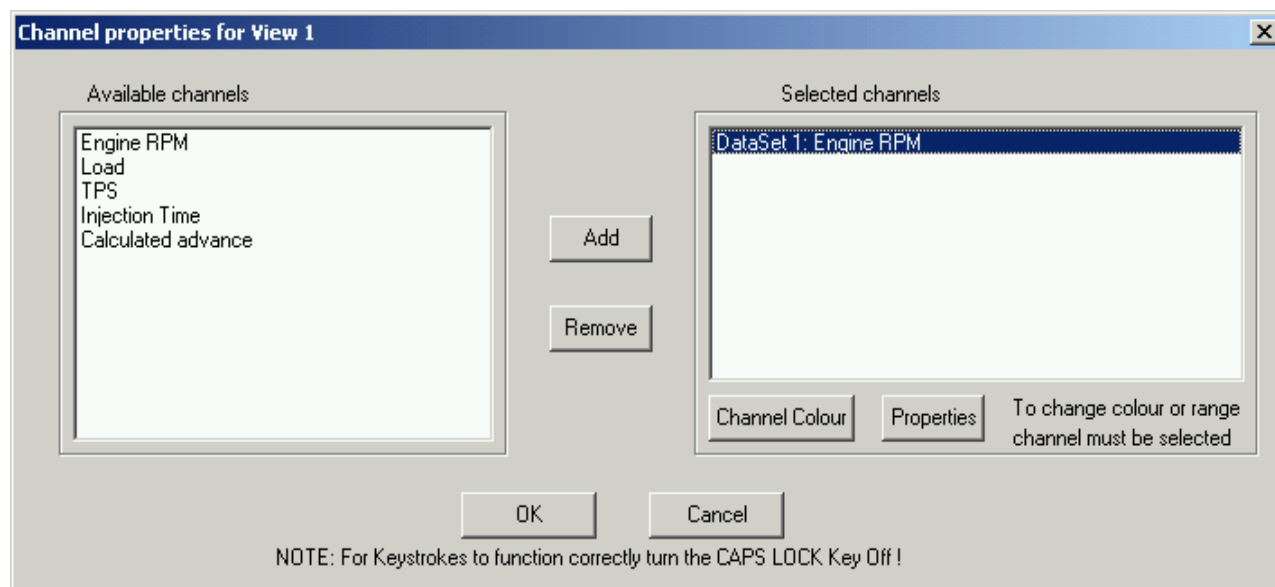 Channel properties for View 1
Available channels
Engine RPM
Load
TPS
Injection Time
Calculated advance
Add
Remove
Selected channels
DataSet 1: Engine RPM
Channel Colour
Properties
To change colour or range
channel must be selected
OK
Cancel
NOTE: For Keystrokes to function correctly turn the CAPS LOCK Key Off !